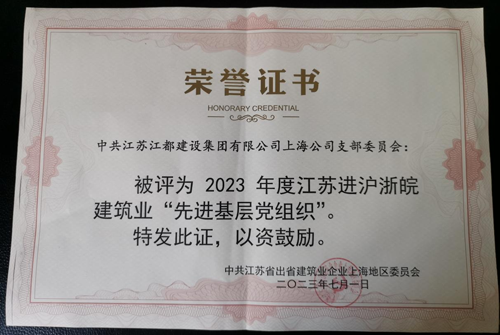 荣誉证书
HONORARY CREDENTIAL
中共江苏江都建设集团有限公司上海公司支部委员会：
被评为 2023 年度江苏进沪浙皖
建筑业“先进基层党组织”。
特发此证，以资鼓励。
中共江苏省出省建筑业企业上海地区委员会
二〇二三年七月一日